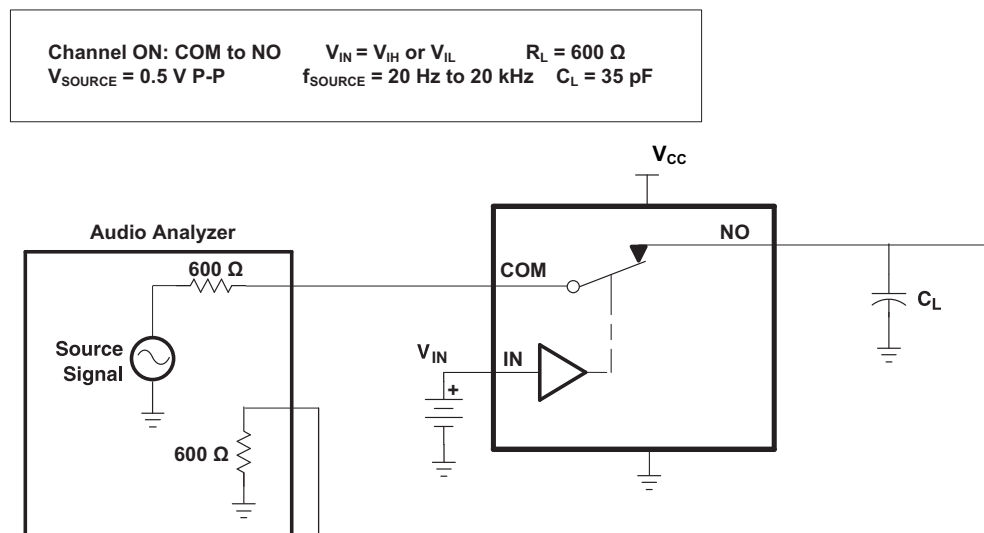 Channel ON: COM to NO V_IN = V_IH or V_IL R_L = 600 Ω
V_SOURCE = 0.5 V P-P f_SOURCE = 20 Hz to 20 kHz C_L = 35 pF
V_CC
Audio Analyzer
NO
600 Ω
COM
C_L
Source
Signal
V_IN
IN
+
600 Ω